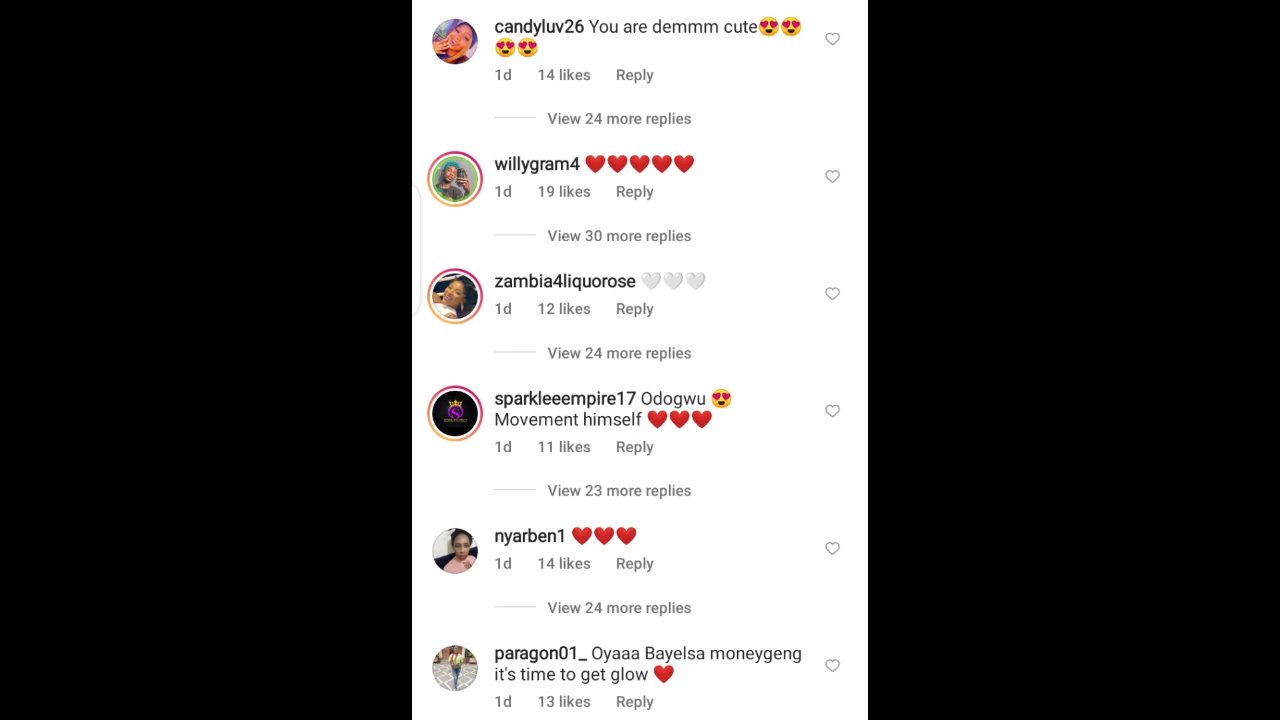 candyluv26 You are demmm cute😍😍
😍😍
1d 14 likes Reply
View 24 more replies
willygram4 ❤️❤️❤️❤️❤️
1d 19 likes Reply
View 30 more replies
zambia4liquorose 🤍🤍🤍
1d 12 likes Reply
View 24 more replies
sparkleeempire17 Odogwu 😍
Movement himself ❤️❤️❤️
1d 11 likes Reply
View 23 more replies
nyarben1 ❤️❤️❤️
1d 14 likes Reply
View 24 more replies
paragon01_ Oyaaa Bayelsa moneygeng
it's time to get glow ❤️
1d 13 likes Reply